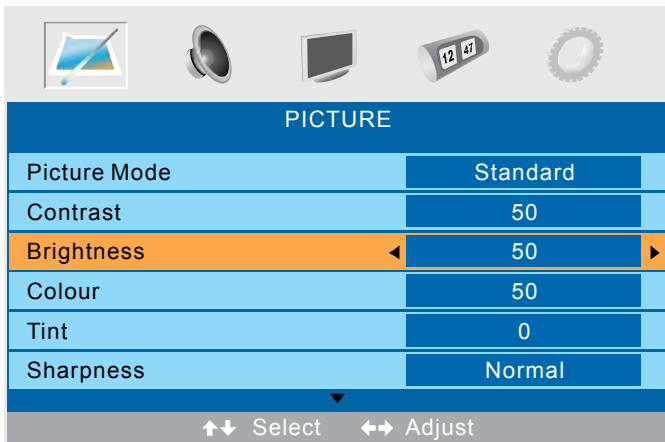 12 47
PICTURE
Picture Mode Standard
Contrast 50
Brightness 50
Colour 50
Tint 0
Sharpness Normal
Select Adjust